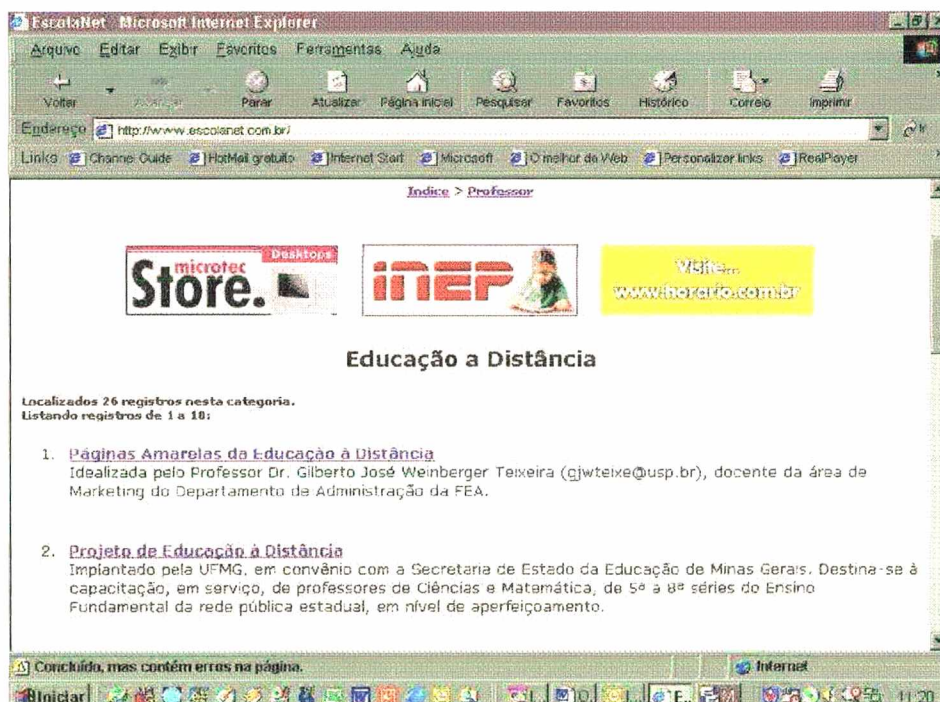 EscolaNet Microsoft Internet Explorer
Arquivo Editar Exibir Favoritos Ferramentas Ajuda
Voltar Avançar Parar Atualizar Página inicial Pesquisar Favoritos Histórico Correio Imprimir
Endereço http://www.escolanet.com.br/
Links Channel Guide HotMail gratuito Internet Start Microsoft O melhor da Web Personalizar links RealPlayer
Indice > Professor
Desktops
microtec
Store.
INEP
Visite...
www.horario.com.br
Educação a Distância
Localizados 26 registros nesta categoria.
Listando registros de 1 a 18:
1. Páginas Amarelas da Educação à Distância
Idealizada pelo Professor Dr. Gilberto José Weinberger Teixeira (gjwteixe@usp.br), docente da área de
Marketing do Departamento de Administração da FEA.
2. Projeto de Educação à Distância
Implantado pela UFMG, em convênio com a Secretaria de Estado da Educação de Minas Gerais. Destina-se à
capacitação, em serviço, de professores de Ciências e Matemática, de 5ª a 8ª séries do Ensino
Fundamental da rede pública estadual, em nível de aperfeiçoamento.
Concluído, mas contém erros na página. Internet
Iniciar 11:20